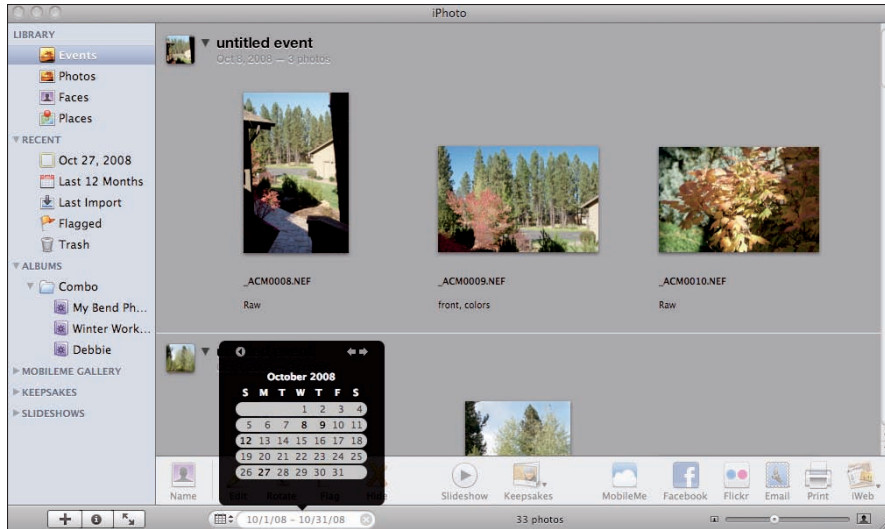 iPhoto
LIBRARY
Events
Photos
Faces
Places
RECENT
Oct 27, 2008
Last 12 Months
Last Import
Flagged
Trash
ALBUMS
Combo
My Bend Ph...
Winter Work...
Debbie
MOBILEME GALLERY
KEEPSAKES
SLIDESHOWS
untitled event
Oct 8, 2008 — 3 photos
_ACM0008.NEF
Raw
_ACM0009.NEF
front, colors
_ACM0010.NEF
Raw
October 2008
S M T W T F S
1 2 3 4
5 6 7 8 9 10 11
12 13 14 15 16 17 18
19 20 21 22 23 24 25
26 27 28 29 30 31
Name
Edit
Rotate
Flag
Hide
Slideshow
Keepsakes
MobileMe
Facebook
Flickr
Email
Print
iWeb
10/1/08 – 10/31/08
33 photos